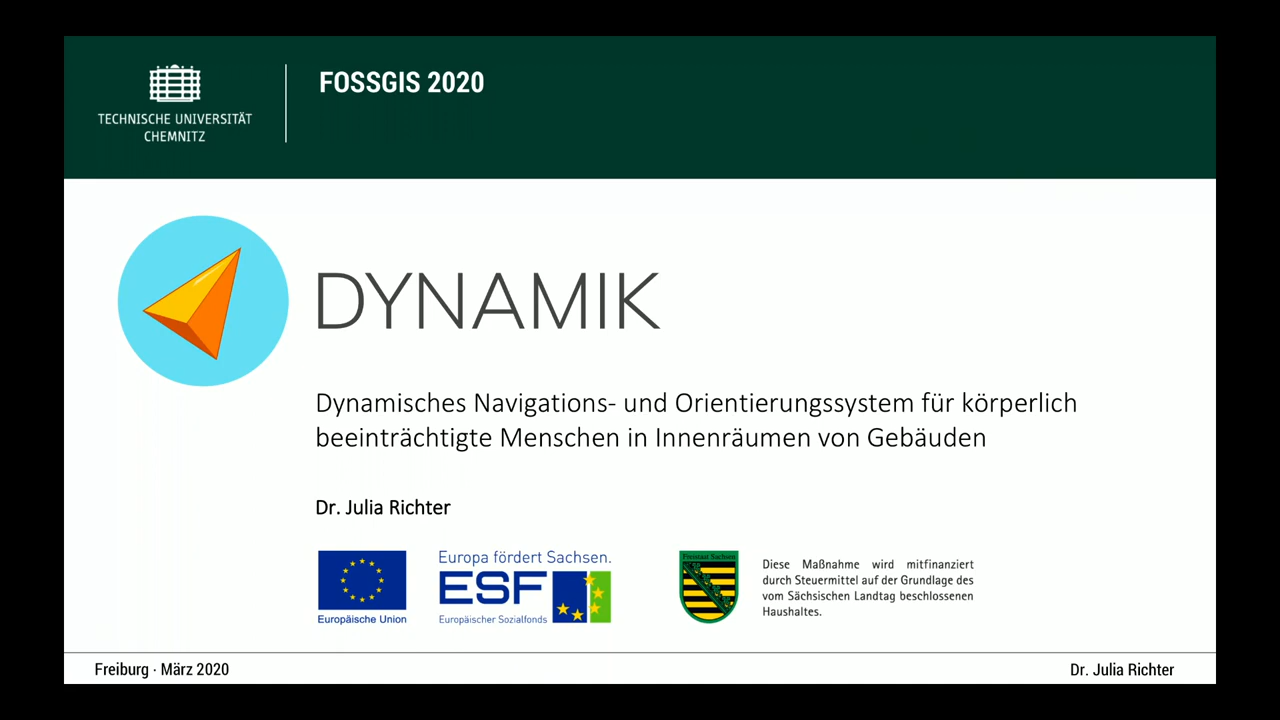 TECHNISCHE UNIVERSITÄT
CHEMNITZ
FOSSGIS 2020
DYNAMIK
Dynamisches Navigations- und Orientierungssystem für körperlich
beeinträchtigte Menschen in Innenräumen von Gebäuden
Dr. Julia Richter
Europäische Union
Europa fördert Sachsen.
ESF
Europäischer Sozialfonds
Freistaat Sachsen
Diese Maßnahme wird mitfinanziert
durch Steuermittel auf der Grundlage des
vom Sächsischen Landtag beschlossenen
Haushaltes.
Freiburg · März 2020
Dr. Julia Richter